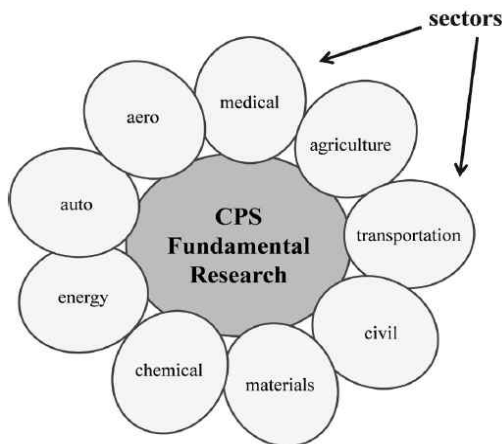 sectors
medical
aero
agriculture
auto
CPS
Fundamental
Research
transportation
energy
civil
chemical
materials